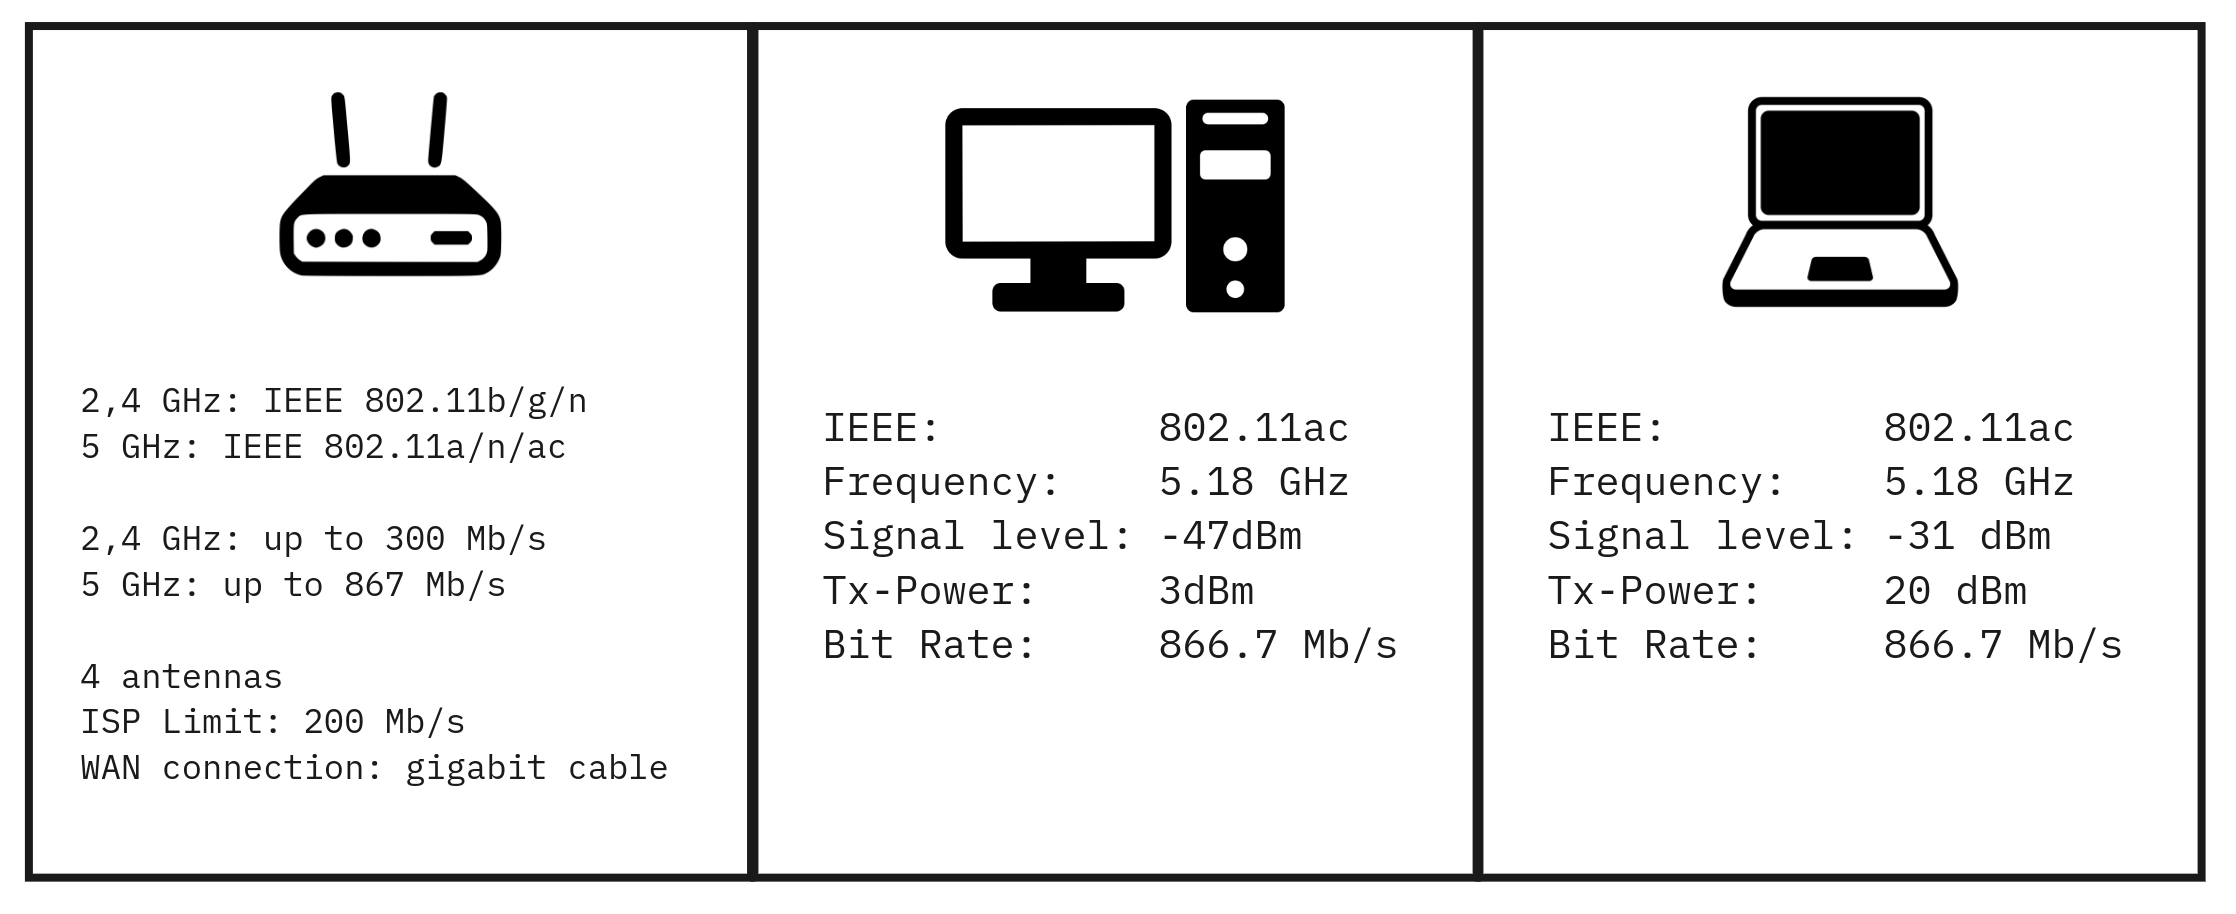 2,4 GHz: IEEE 802.11b/g/n
5 GHz: IEEE 802.11a/n/ac
2,4 GHz: up to 300 Mb/s
5 GHz: up to 867 Mb/s
4 antennas
ISP Limit: 200 Mb/s
WAN connection: gigabit cable
IEEE: 802.11ac
Frequency: 5.18 GHz
Signal level: -47dBm
Tx-Power: 3dBm
Bit Rate: 866.7 Mb/s
IEEE: 802.11ac
Frequency: 5.18 GHz
Signal level: -31 dBm
Tx-Power: 20 dBm
Bit Rate: 866.7 Mb/s